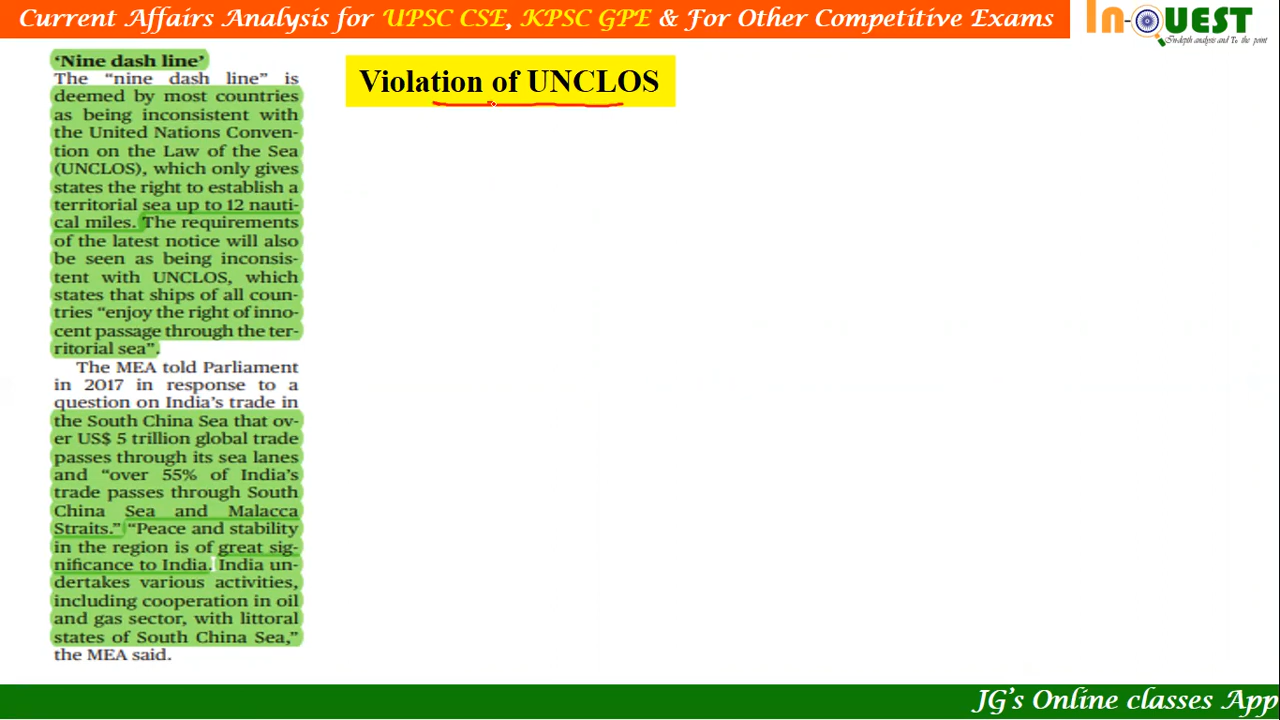 Current Affairs Analysis for UPSC CSE, KPSC GPE & For Other Competitive Exams
In-QUEST
In-depth analysis and To the point
‘Nine dash line’
The “nine dash line” is
deemed by most countries
as being inconsistent with
the United Nations Conven-
tion on the Law of the Sea
(UNCLOS), which only gives
states the right to establish a
territorial sea up to 12 nauti-
cal miles. The requirements
of the latest notice will also
be seen as being inconsis-
tent with UNCLOS, which
states that ships of all coun-
tries “enjoy the right of inno-
cent passage through the ter-
ritorial sea”.
The MEA told Parliament
in 2017 in response to a
question on India’s trade in
the South China Sea that ov-
er US$ 5 trillion global trade
passes through its sea lanes
and “over 55% of India’s
trade passes through South
China Sea and Malacca
Straits.” “Peace and stability
in the region is of great sig-
nificance to India. India un-
dertakes various activities,
including cooperation in oil
and gas sector, with littoral
states of South China Sea,”
the MEA said.
Violation of UNCLOS
JG's Online classes App